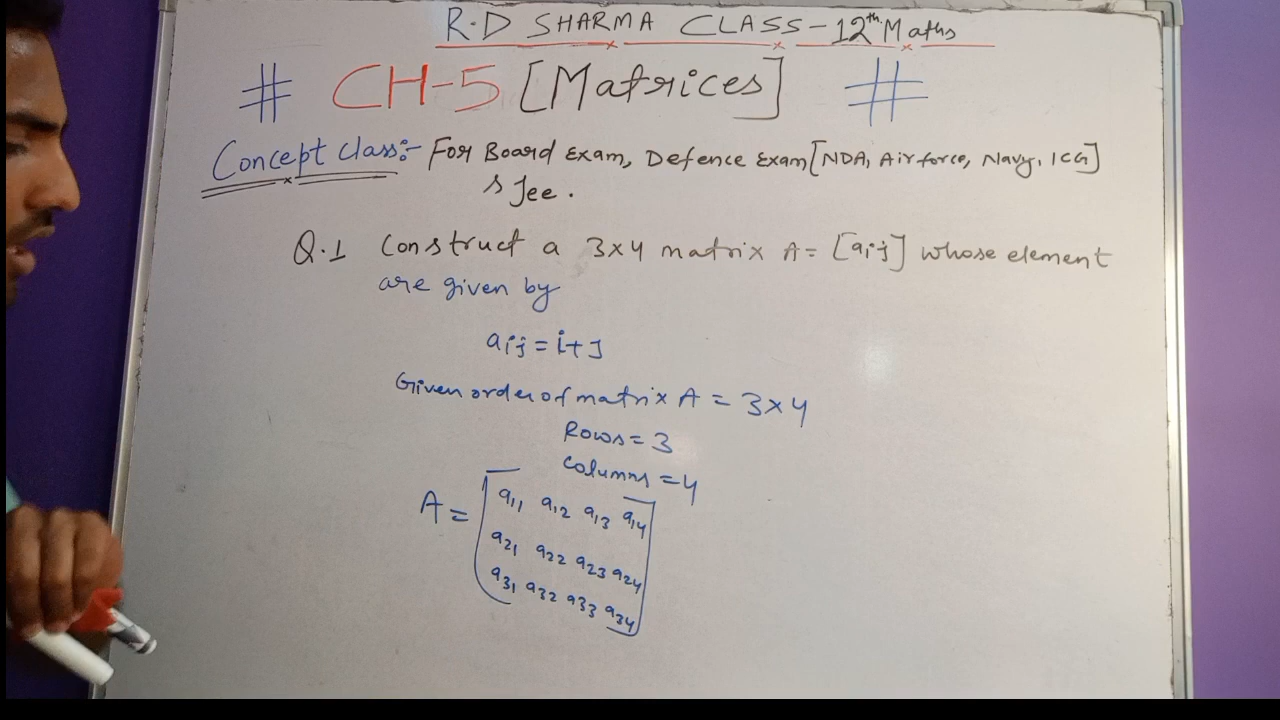 R.D SHARMA CLASS-12th Maths
# CH-5 [Matrices] #
Concept class:- For Board Exam, Defence Exam [NDA, Airforce, Navy, ICG]
& Jee.
Q.1 Construct a 3x4 matrix A = [aij] whose element
are given by
aij = i+J
Given order of matrix A = 3x4
Rows = 3
Columns = 4
A = [a11 a12 a13 a14
a21 a22 a23 a24
a31 a32 a33 a34]